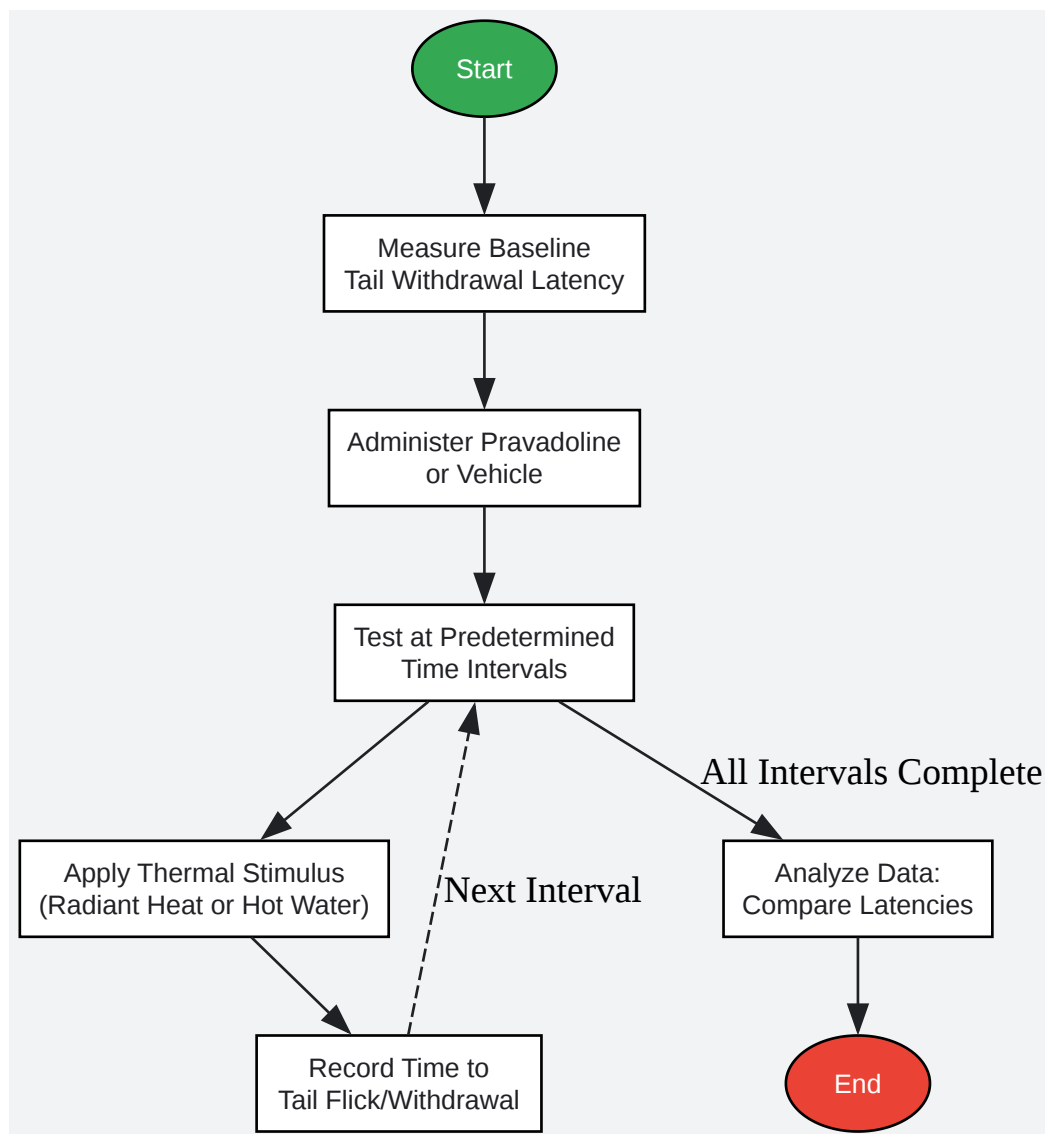 Start
Measure Baseline
Tail Withdrawal Latency
Administer Pravadoline
or Vehicle
Test at Predetermined
Time Intervals
All Intervals Complete
Apply Thermal Stimulus
(Radiant Heat or Hot Water)
Next Interval
Analyze Data:
Compare Latencies
Record Time to
Tail Flick/Withdrawal
End